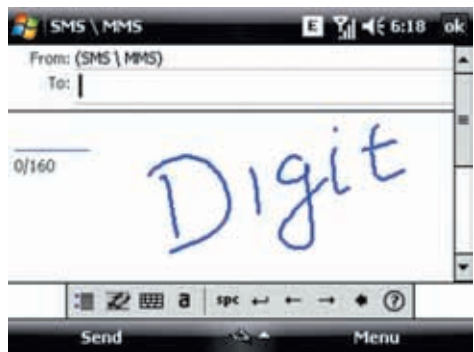 SMS \ MMS E 6:18 ok
From: (SMS \ MMS)
To:
0/160
Digit
a spc ?
Send Menu